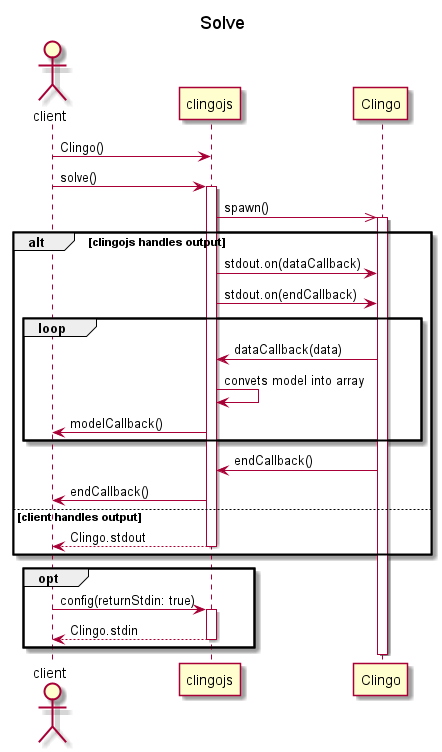 Solve
client
clingojs
Clingo
Clingo()
solve()
spawn()
alt
[clingojs handles output]
stdout.on(dataCallback)
stdout.on(endCallback)
loop
dataCallback(data)
convets model into array
modelCallback()
endCallback()
endCallback()
[client handles output]
Clingo.stdout
opt
config(returnStdin: true)
Clingo.stdin
client
clingojs
Clingo